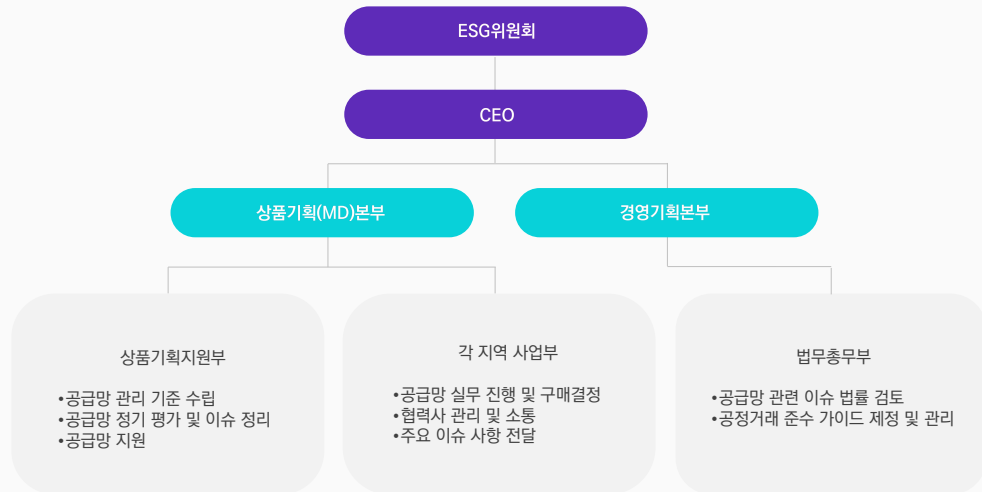 ESG위원회
CEO
상품기획(MD)본부
경영기획본부
상품기획지원부
•공급망 관리 기준 수립
•공급망 정기 평가 및 이슈 정리
•공급망 지원
각 지역 사업부
•공급망 실무 진행 및 구매결정
•협력사 관리 및 소통
•주요 이슈 사항 전달
법무총무부
•공급망 관련 이슈 법률 검토
•공정거래 준수 가이드 제정 및 관리